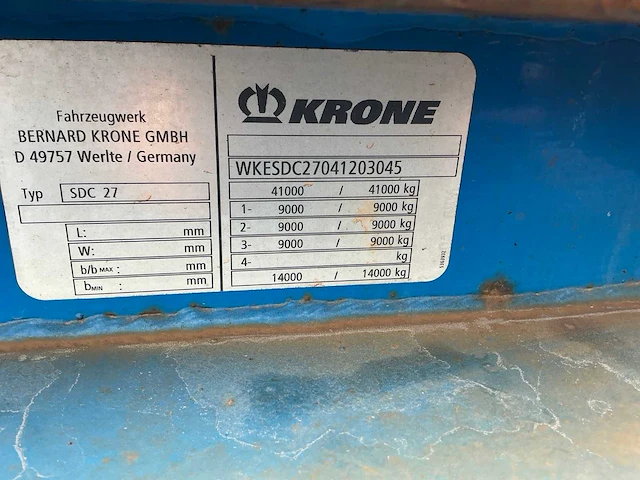 Fahrzeugwerk
BERNARD KRONE GMBH
D 49757 Werlte / Germany
Typ SDC 27
L: mm
W: mm
b/b MAX : mm
b MIN : mm
KRONE
WKESDC27041203045
41000 / 41000 kg
1- 9000 / 9000 kg
2- 9000 / 9000 kg
3- 9000 / 9000 kg
4- kg
14000 / 14000 kg